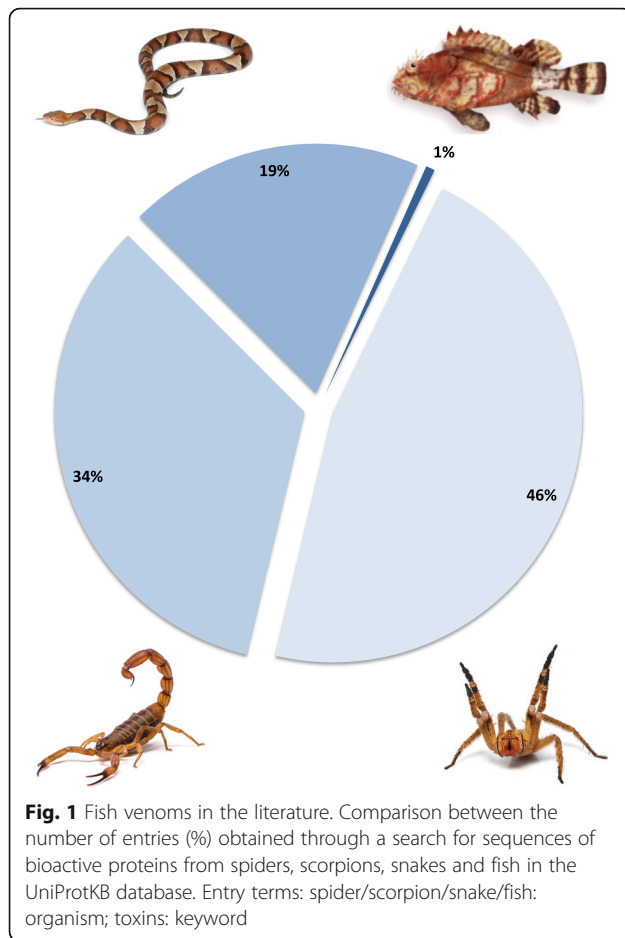 19%
1%
34%
46%
Fig. 1 Fish venoms in the literature. Comparison between the
number of entries (%) obtained through a search for sequences of
bioactive proteins from spiders, scorpions, snakes and fish in the
UniProtKB database. Entry terms: spider/scorpion/snake/fish:
organism; toxins: keyword